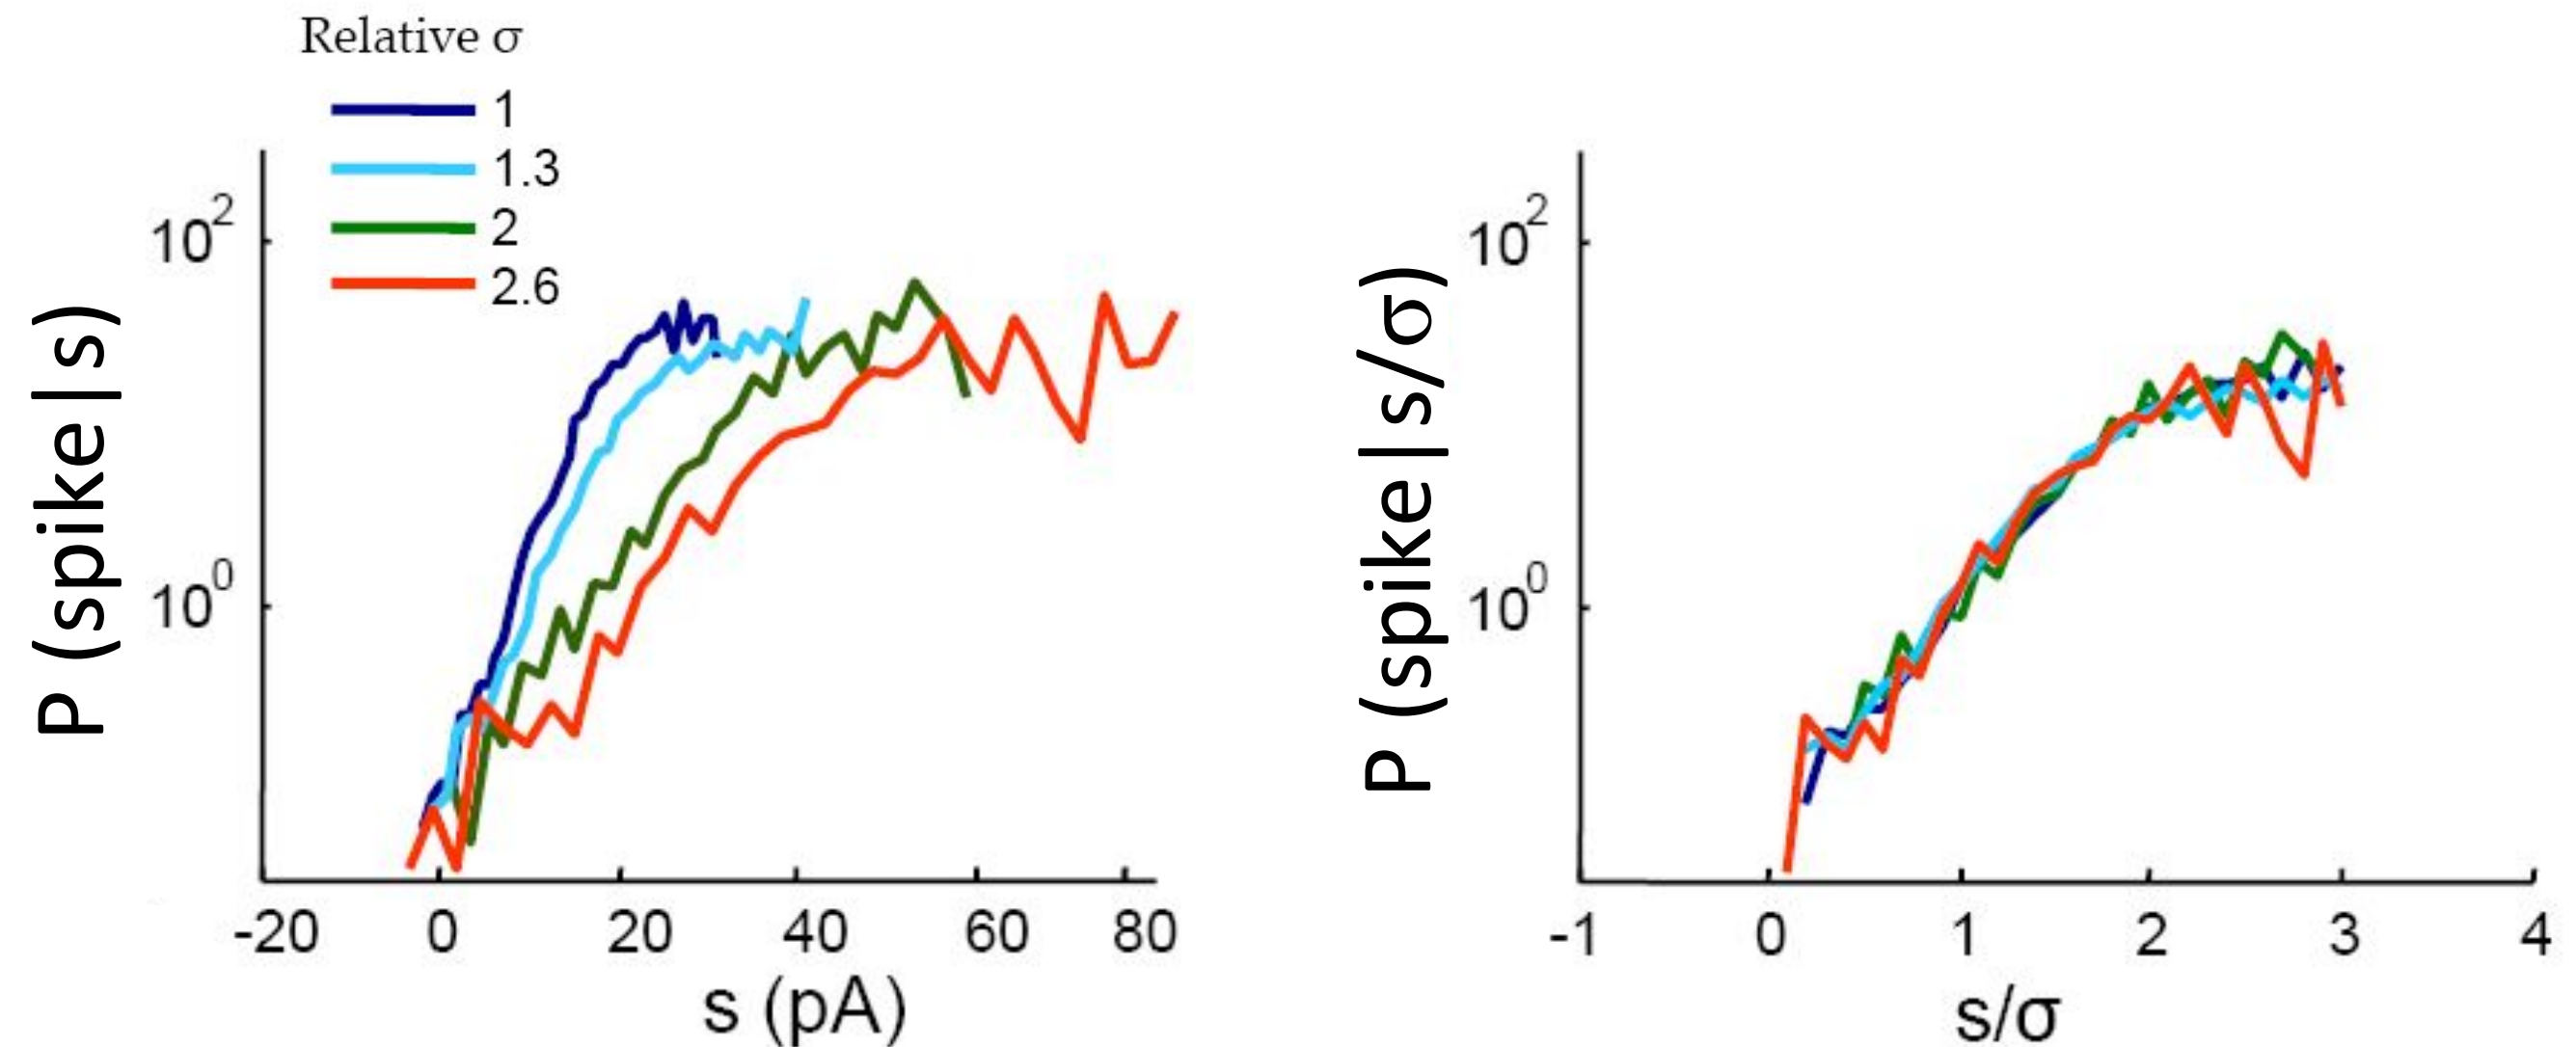 Relative σ
1
1.3
2
2.6
P (spike|s)
10²
10⁰
-20 0 20 40 60 80
s (pA)
P (spike|s/σ)
10²
10⁰
-1 0 1 2 3 4
s/σ